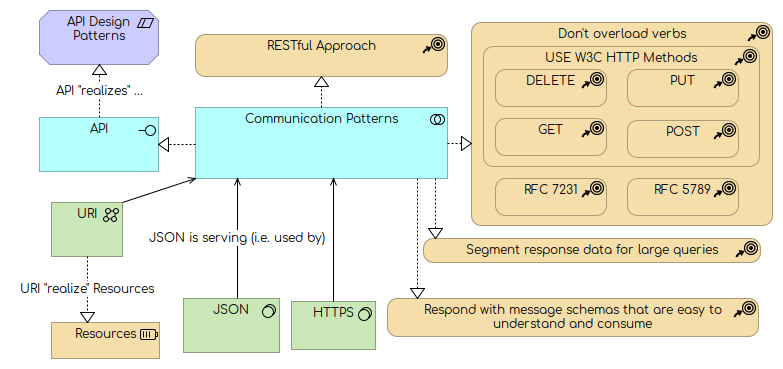 API Design
Patterns
RESTful Approach
Don't overload verbs
USE W3C HTTP Methods
DELETE
PUT
API "realizes" ...
API
Communication Patterns
GET
POST
RFC 7231
RFC 5789
URI
JSON is serving (i.e. used by)
Segment response data for large queries
URI "realize" Resources
JSON
HTTPS
Respond with message schemas that are easy to
understand and consume
Resources